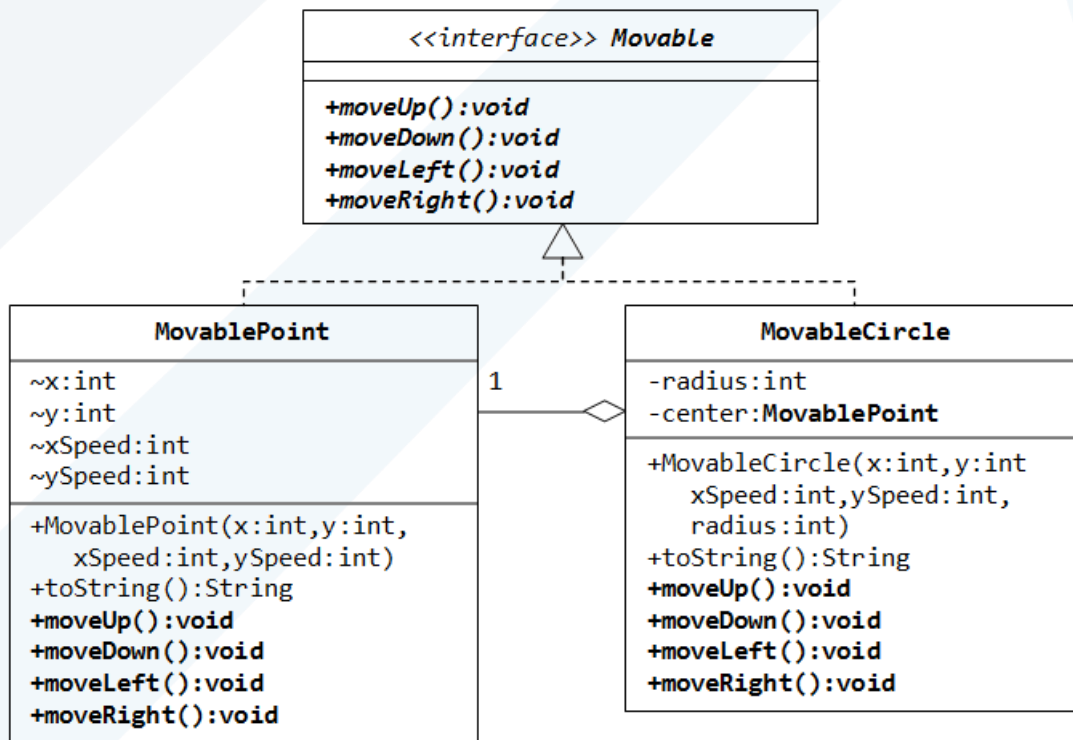 <<interface>> Movable
+moveUp():void
+moveDown():void
+moveLeft():void
+moveRight():void
MovablePoint
~x:int
~y:int
~xSpeed:int
~ySpeed:int
+MovablePoint(x:int,y:int,
xSpeed:int,ySpeed:int)
+toString():String
+moveUp():void
+moveDown():void
+moveLeft():void
+moveRight():void
1
MovableCircle
-radius:int
-center:MovablePoint
+MovableCircle(x:int,y:int
xSpeed:int,ySpeed:int,
radius:int)
+toString():String
+moveUp():void
+moveDown():void
+moveLeft():void
+moveRight():void